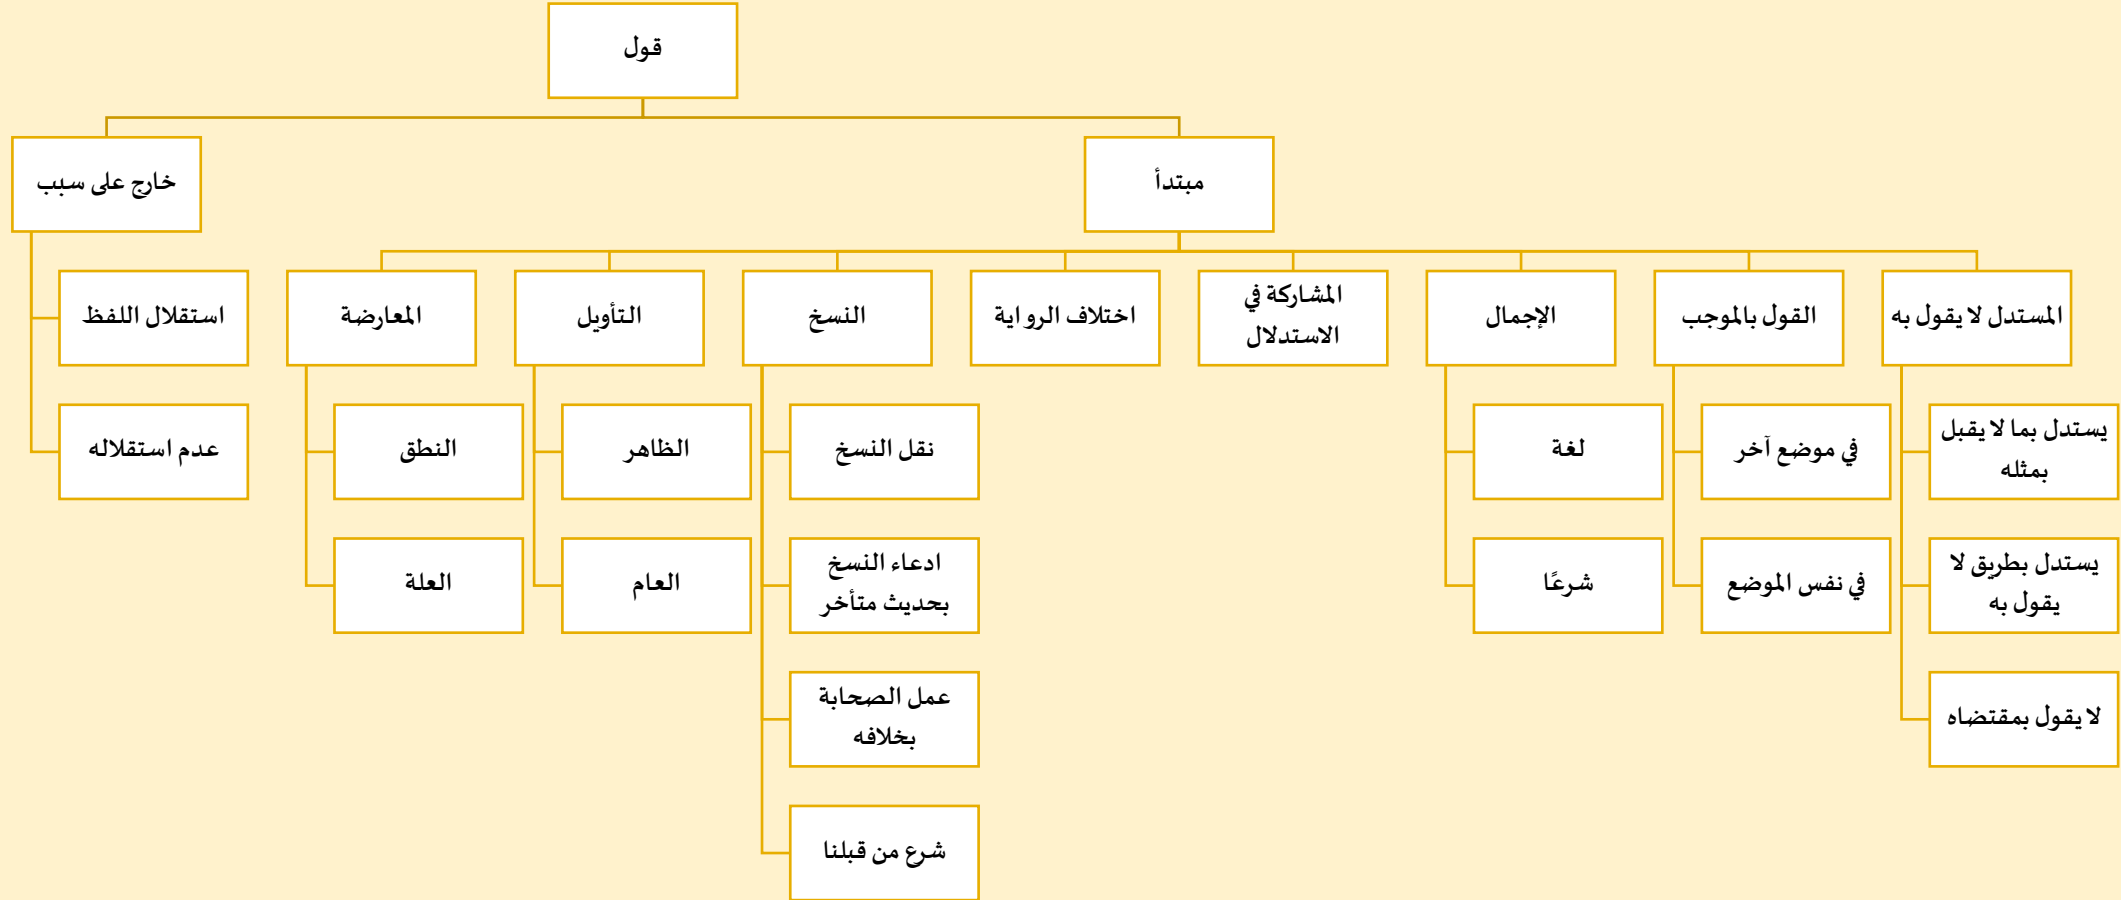 قول
مبتدأ
خارج على سبب
المستدل لا يقول به
القول بالموجب
الإجمال
المشاركة في
الاستدلال
اختلاف الرواية
النسخ
التأويل
المعارضة
استقلال اللفظ
يستدل بما لا يقبل
بمثله
في موضع آخر
لغة
نقل النسخ
الظاهر
النطق
عدم استقلاله
يستدل بطريق لا
يقول به
في نفس الموضع
شرعًا
ادعاء النسخ
بحديث متأخر
العام
العلة
لا يقول بمقتضاه
عمل الصحابة
بخلافه
شرع من قبلنا